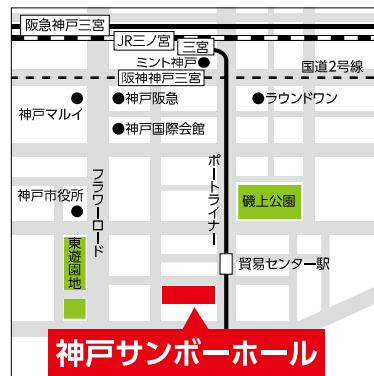 阪急神戸三宮
JR三ノ宮
三宮
ミント神戸
国道2号線
阪神神戸三宮
神戸マルイ
神戸阪急
ラウンドワン
神戸国際会館
フラワーロード
ポートライナー
神戸市役所
磯上公園
東遊園地
貿易センター駅
神戸サンボーホール